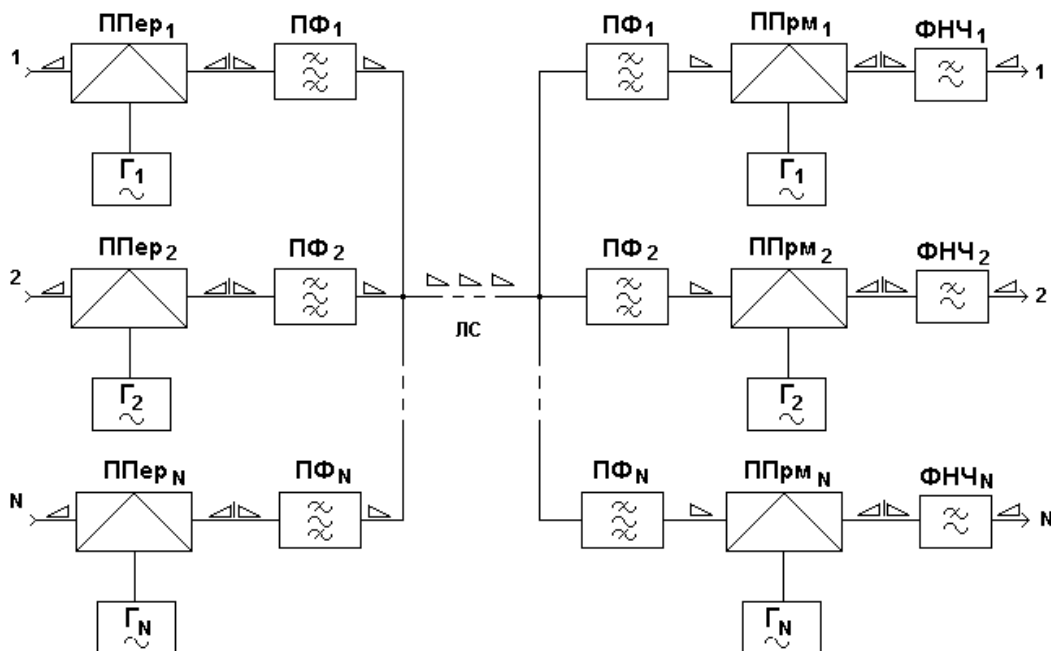 ППер1 ПФ1 ПФ1 ППрм1 ФНЧ1
1 1
Г1 Г1
ППер2 ПФ2 ПФ2 ППрм2 ФНЧ2
2 2
ЛС
Г2 Г2
ППерN ПФN ПФN ППрмN ФНЧN
N N
ГN ГN